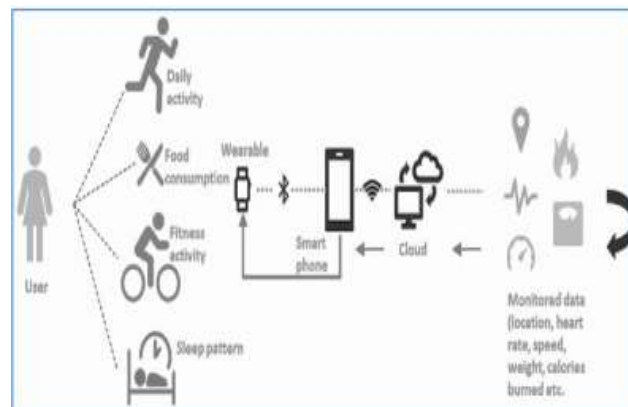 Daily
activity
Food
consumption
Wearable
Fitness
activity
Smart
phone
Cloud
User
Sleep pattern
Monitored data
(location, heart
rate, speed,
weight, calories
burned etc.